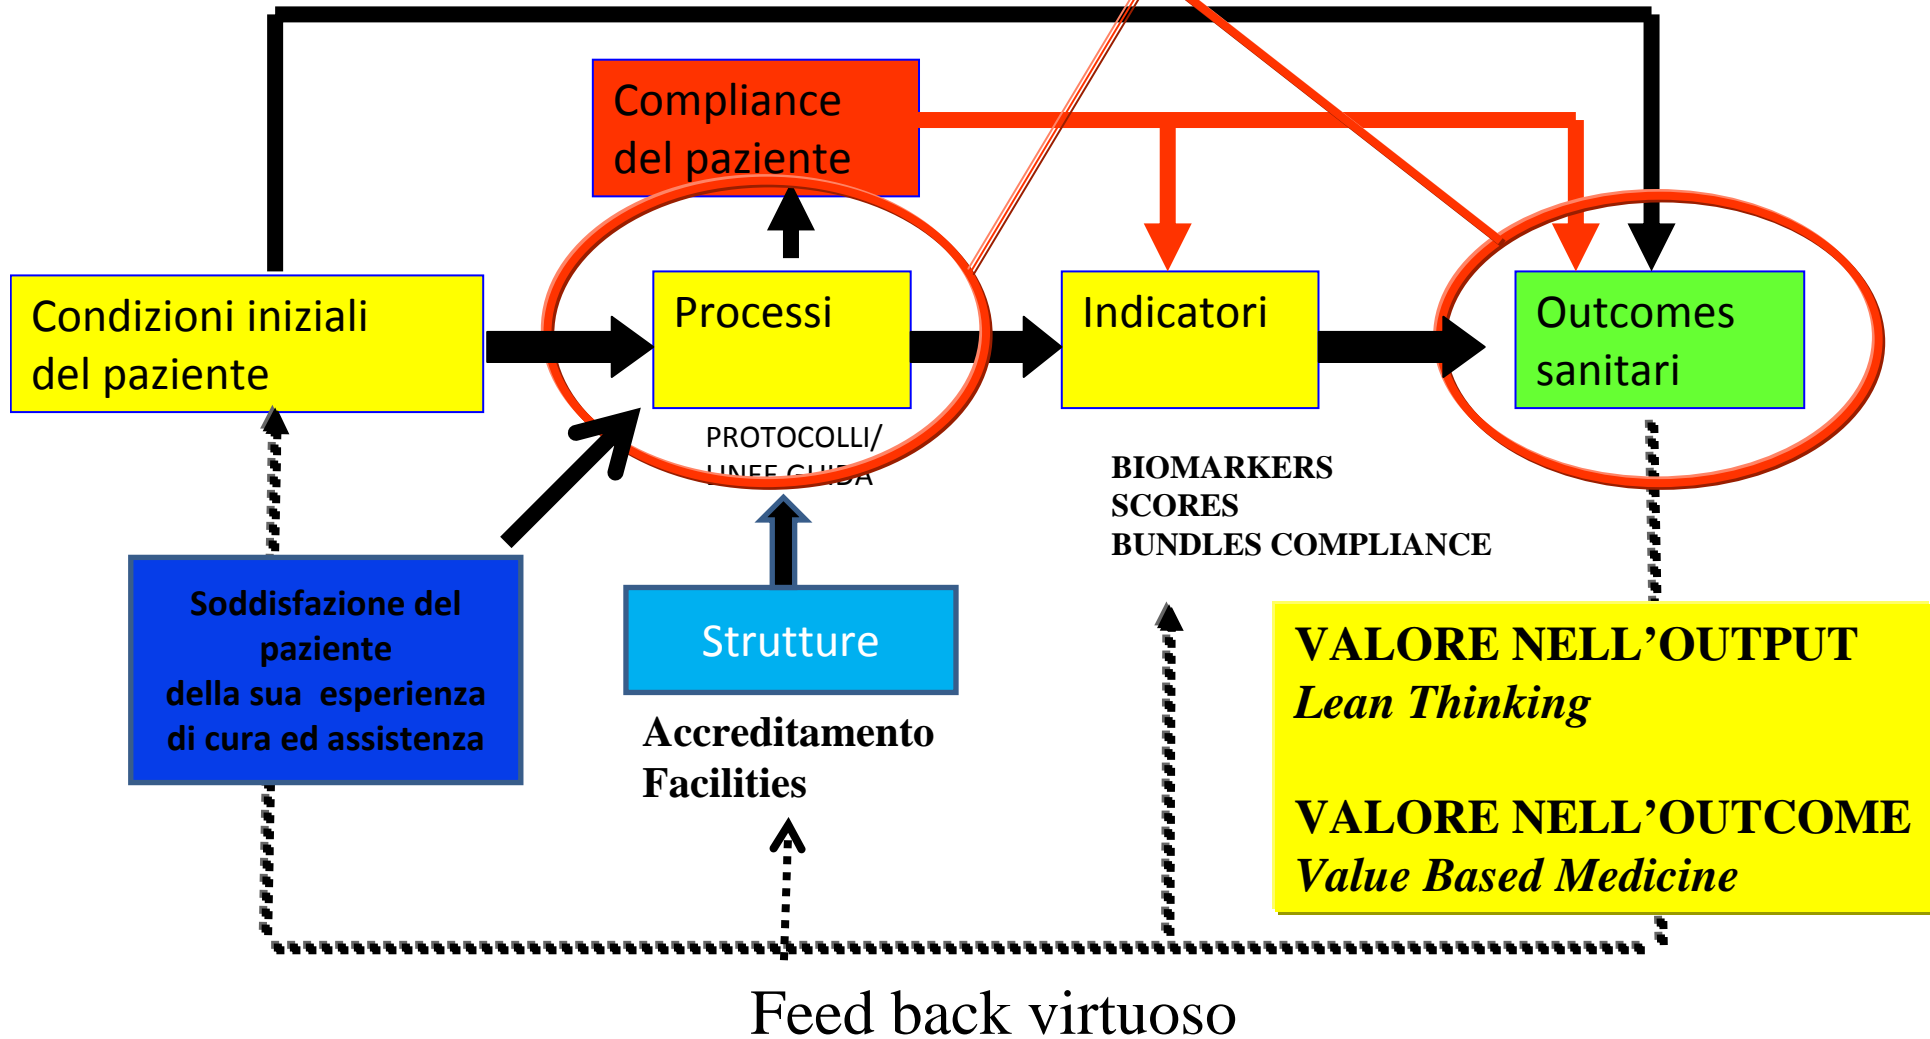 Compliance
del paziente
Condizioni iniziali
del paziente
Processi
Indicatori
Outcomes
sanitari
PROTOCOLLI/
LINEE GUIDA
BIOMARKERS
SCORES
BUNDLES COMPLIANCE
Soddisfazione del
paziente
della sua esperienza
di cura ed assistenza
Strutture
Accreditamento
Facilities
VALORE NELL’OUTPUT
Lean Thinking
VALORE NELL’OUTCOME
Value Based Medicine
Feed back virtuoso